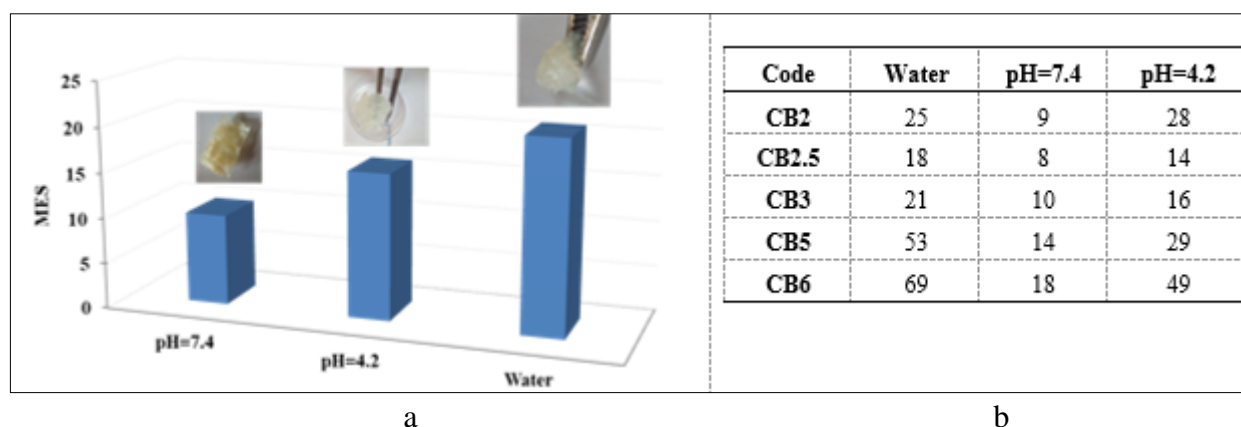 25
20
15
10
5
0
MES
pH=7.4
pH=4.2
Water
Code Water pH=7.4 pH=4.2
CB2 25 9 28
CB2.5 18 8 14
CB3 21 10 16
CB5 53 14 29
CB6 69 18 49
a
b